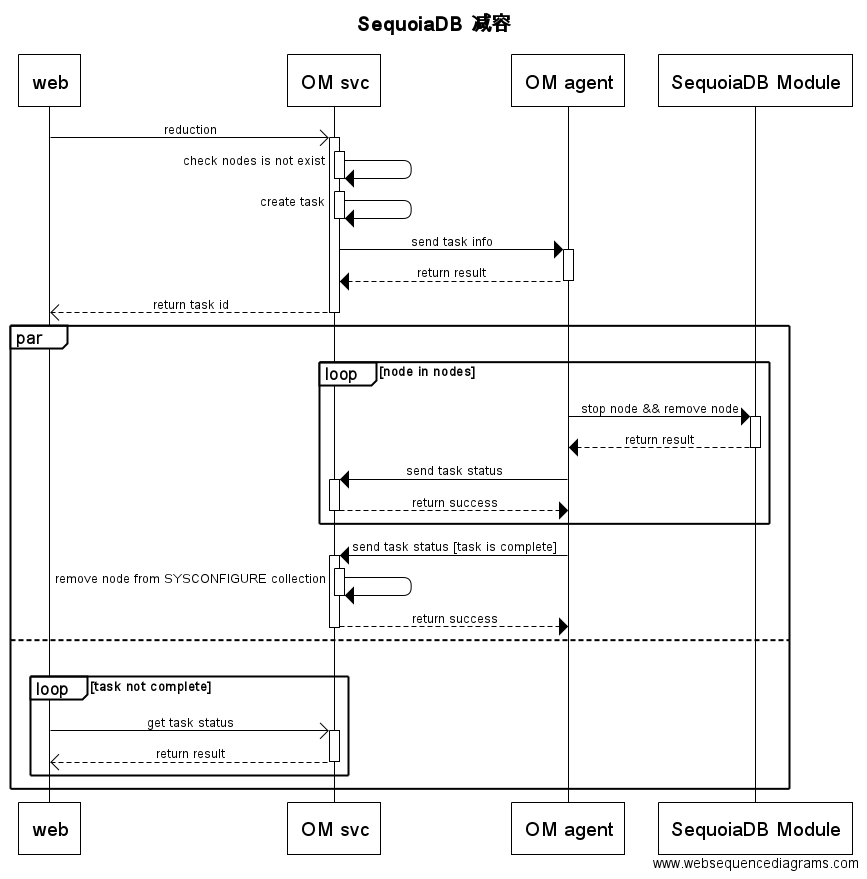 SequoiaDB 减容
web
OM svc
OM agent
SequoiaDB Module
reduction
check nodes is not exist
create task
send task info
return result
return task id
par
loop [node in nodes]
stop node && remove node
return result
send task status
return success
send task status [task is complete]
remove node from SYSCONFIGURE collection
return success
loop [task not complete]
get task status
return result
web
OM svc
OM agent
SequoiaDB Module
www.websequencediagrams.com